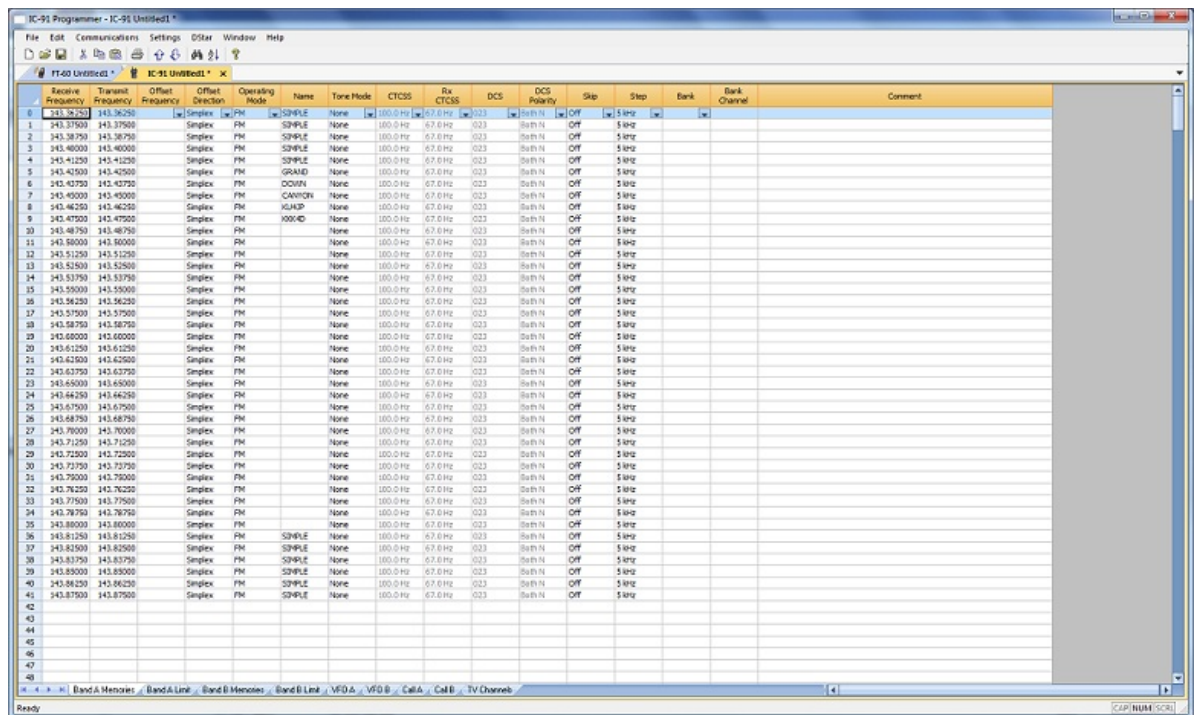 IC-91 Programmer - IC-91 Untitled1 *
File Edit Communications Settings DStar Window Help
FT-60 Untitled1 * IC-91 Untitled1 *
Receive Frequency Transmit Frequency Offset Frequency Offset Direction Operating Mode Name Tone Mode CTCSS Rx CTCSS DCS DCS Polarity Skip Step Bank Bank Channel Comment
0 143.36250 143.36250 Simplex FM SIMPLE None 100.0 Hz 67.0 Hz 023 Both N Off 5 kHz
1 143.37500 143.37500 Simplex FM SIMPLE None 100.0 Hz 67.0 Hz 023 Both N Off 5 kHz
2 143.38750 143.38750 Simplex FM SIMPLE None 100.0 Hz 67.0 Hz 023 Both N Off 5 kHz
3 143.40000 143.40000 Simplex FM SIMPLE None 100.0 Hz 67.0 Hz 023 Both N Off 5 kHz
4 143.41250 143.41250 Simplex FM SIMPLE None 100.0 Hz 67.0 Hz 023 Both N Off 5 kHz
5 143.42500 143.42500 Simplex FM GRAND None 100.0 Hz 67.0 Hz 023 Both N Off 5 kHz
6 143.43750 143.43750 Simplex FM DOWN None 100.0 Hz 67.0 Hz 023 Both N Off 5 kHz
7 143.45000 143.45000 Simplex FM CANYON None 100.0 Hz 67.0 Hz 023 Both N Off 5 kHz
8 143.46250 143.46250 Simplex FM None 100.0 Hz 67.0 Hz 023 Both N Off 5 kHz
9 143.47500 143.47500 Simplex FM None 100.0 Hz 67.0 Hz 023 Both N Off 5 kHz
10 143.48750 143.48750 Simplex FM None 100.0 Hz 67.0 Hz 023 Both N Off 5 kHz
11 143.50000 143.50000 Simplex FM None 100.0 Hz 67.0 Hz 023 Both N Off 5 kHz
12 143.51250 143.51250 Simplex FM None 100.0 Hz 67.0 Hz 023 Both N Off 5 kHz
13 143.52500 143.52500 Simplex FM None 100.0 Hz 67.0 Hz 023 Both N Off 5 kHz
14 143.53750 143.53750 Simplex FM None 100.0 Hz 67.0 Hz 023 Both N Off 5 kHz
15 143.55000 143.55000 Simplex FM None 100.0 Hz 67.0 Hz 023 Both N Off 5 kHz
16 143.56250 143.56250 Simplex FM None 100.0 Hz 67.0 Hz 023 Both N Off 5 kHz
17 143.57500 143.57500 Simplex FM None 100.0 Hz 67.0 Hz 023 Both N Off 5 kHz
18 143.58750 143.58750 Simplex FM None 100.0 Hz 67.0 Hz 023 Both N Off 5 kHz
19 143.60000 143.60000 Simplex FM None 100.0 Hz 67.0 Hz 023 Both N Off 5 kHz
20 143.61250 143.61250 Simplex FM None 100.0 Hz 67.0 Hz 023 Both N Off 5 kHz
21 143.62500 143.62500 Simplex FM None 100.0 Hz 67.0 Hz 023 Both N Off 5 kHz
22 143.63750 143.63750 Simplex FM None 100.0 Hz 67.0 Hz 023 Both N Off 5 kHz
23 143.65000 143.65000 Simplex FM None 100.0 Hz 67.0 Hz 023 Both N Off 5 kHz
24 143.66250 143.66250 Simplex FM None 100.0 Hz 67.0 Hz 023 Both N Off 5 kHz
25 143.67500 143.67500 Simplex FM None 100.0 Hz 67.0 Hz 023 Both N Off 5 kHz
26 143.68750 143.68750 Simplex FM None 100.0 Hz 67.0 Hz 023 Both N Off 5 kHz
27 143.70000 143.70000 Simplex FM None 100.0 Hz 67.0 Hz 023 Both N Off 5 kHz
28 143.71250 143.71250 Simplex FM None 100.0 Hz 67.0 Hz 023 Both N Off 5 kHz
29 143.72500 143.72500 Simplex FM None 100.0 Hz 67.0 Hz 023 Both N Off 5 kHz
30 143.73750 143.73750 Simplex FM None 100.0 Hz 67.0 Hz 023 Both N Off 5 kHz
31 143.75000 143.75000 Simplex FM None 100.0 Hz 67.0 Hz 023 Both N Off 5 kHz
32 143.76250 143.76250 Simplex FM None 100.0 Hz 67.0 Hz 023 Both N Off 5 kHz
33 143.77500 143.77500 Simplex FM None 100.0 Hz 67.0 Hz 023 Both N Off 5 kHz
34 143.78750 143.78750 Simplex FM None 100.0 Hz 67.0 Hz 023 Both N Off 5 kHz
35 143.80000 143.80000 Simplex FM None 100.0 Hz 67.0 Hz 023 Both N Off 5 kHz
36 143.81250 143.81250 Simplex FM SIMPLE None 100.0 Hz 67.0 Hz 023 Both N Off 5 kHz
37 143.82500 143.82500 Simplex FM SIMPLE None 100.0 Hz 67.0 Hz 023 Both N Off 5 kHz
38 143.83750 143.83750 Simplex FM SIMPLE None 100.0 Hz 67.0 Hz 023 Both N Off 5 kHz
39 143.85000 143.85000 Simplex FM SIMPLE None 100.0 Hz 67.0 Hz 023 Both N Off 5 kHz
40 143.86250 143.86250 Simplex FM SIMPLE None 100.0 Hz 67.0 Hz 023 Both N Off 5 kHz
41 143.87500 143.87500 Simplex FM SIMPLE None 100.0 Hz 67.0 Hz 023 Both N Off 5 kHz
42
43
44
45
46
47
48
Band A Memories Band A Limit Band B Memories Band B Limit VFO A VFO B Call A Call B TV Channels
Ready CAP NUM SCRL